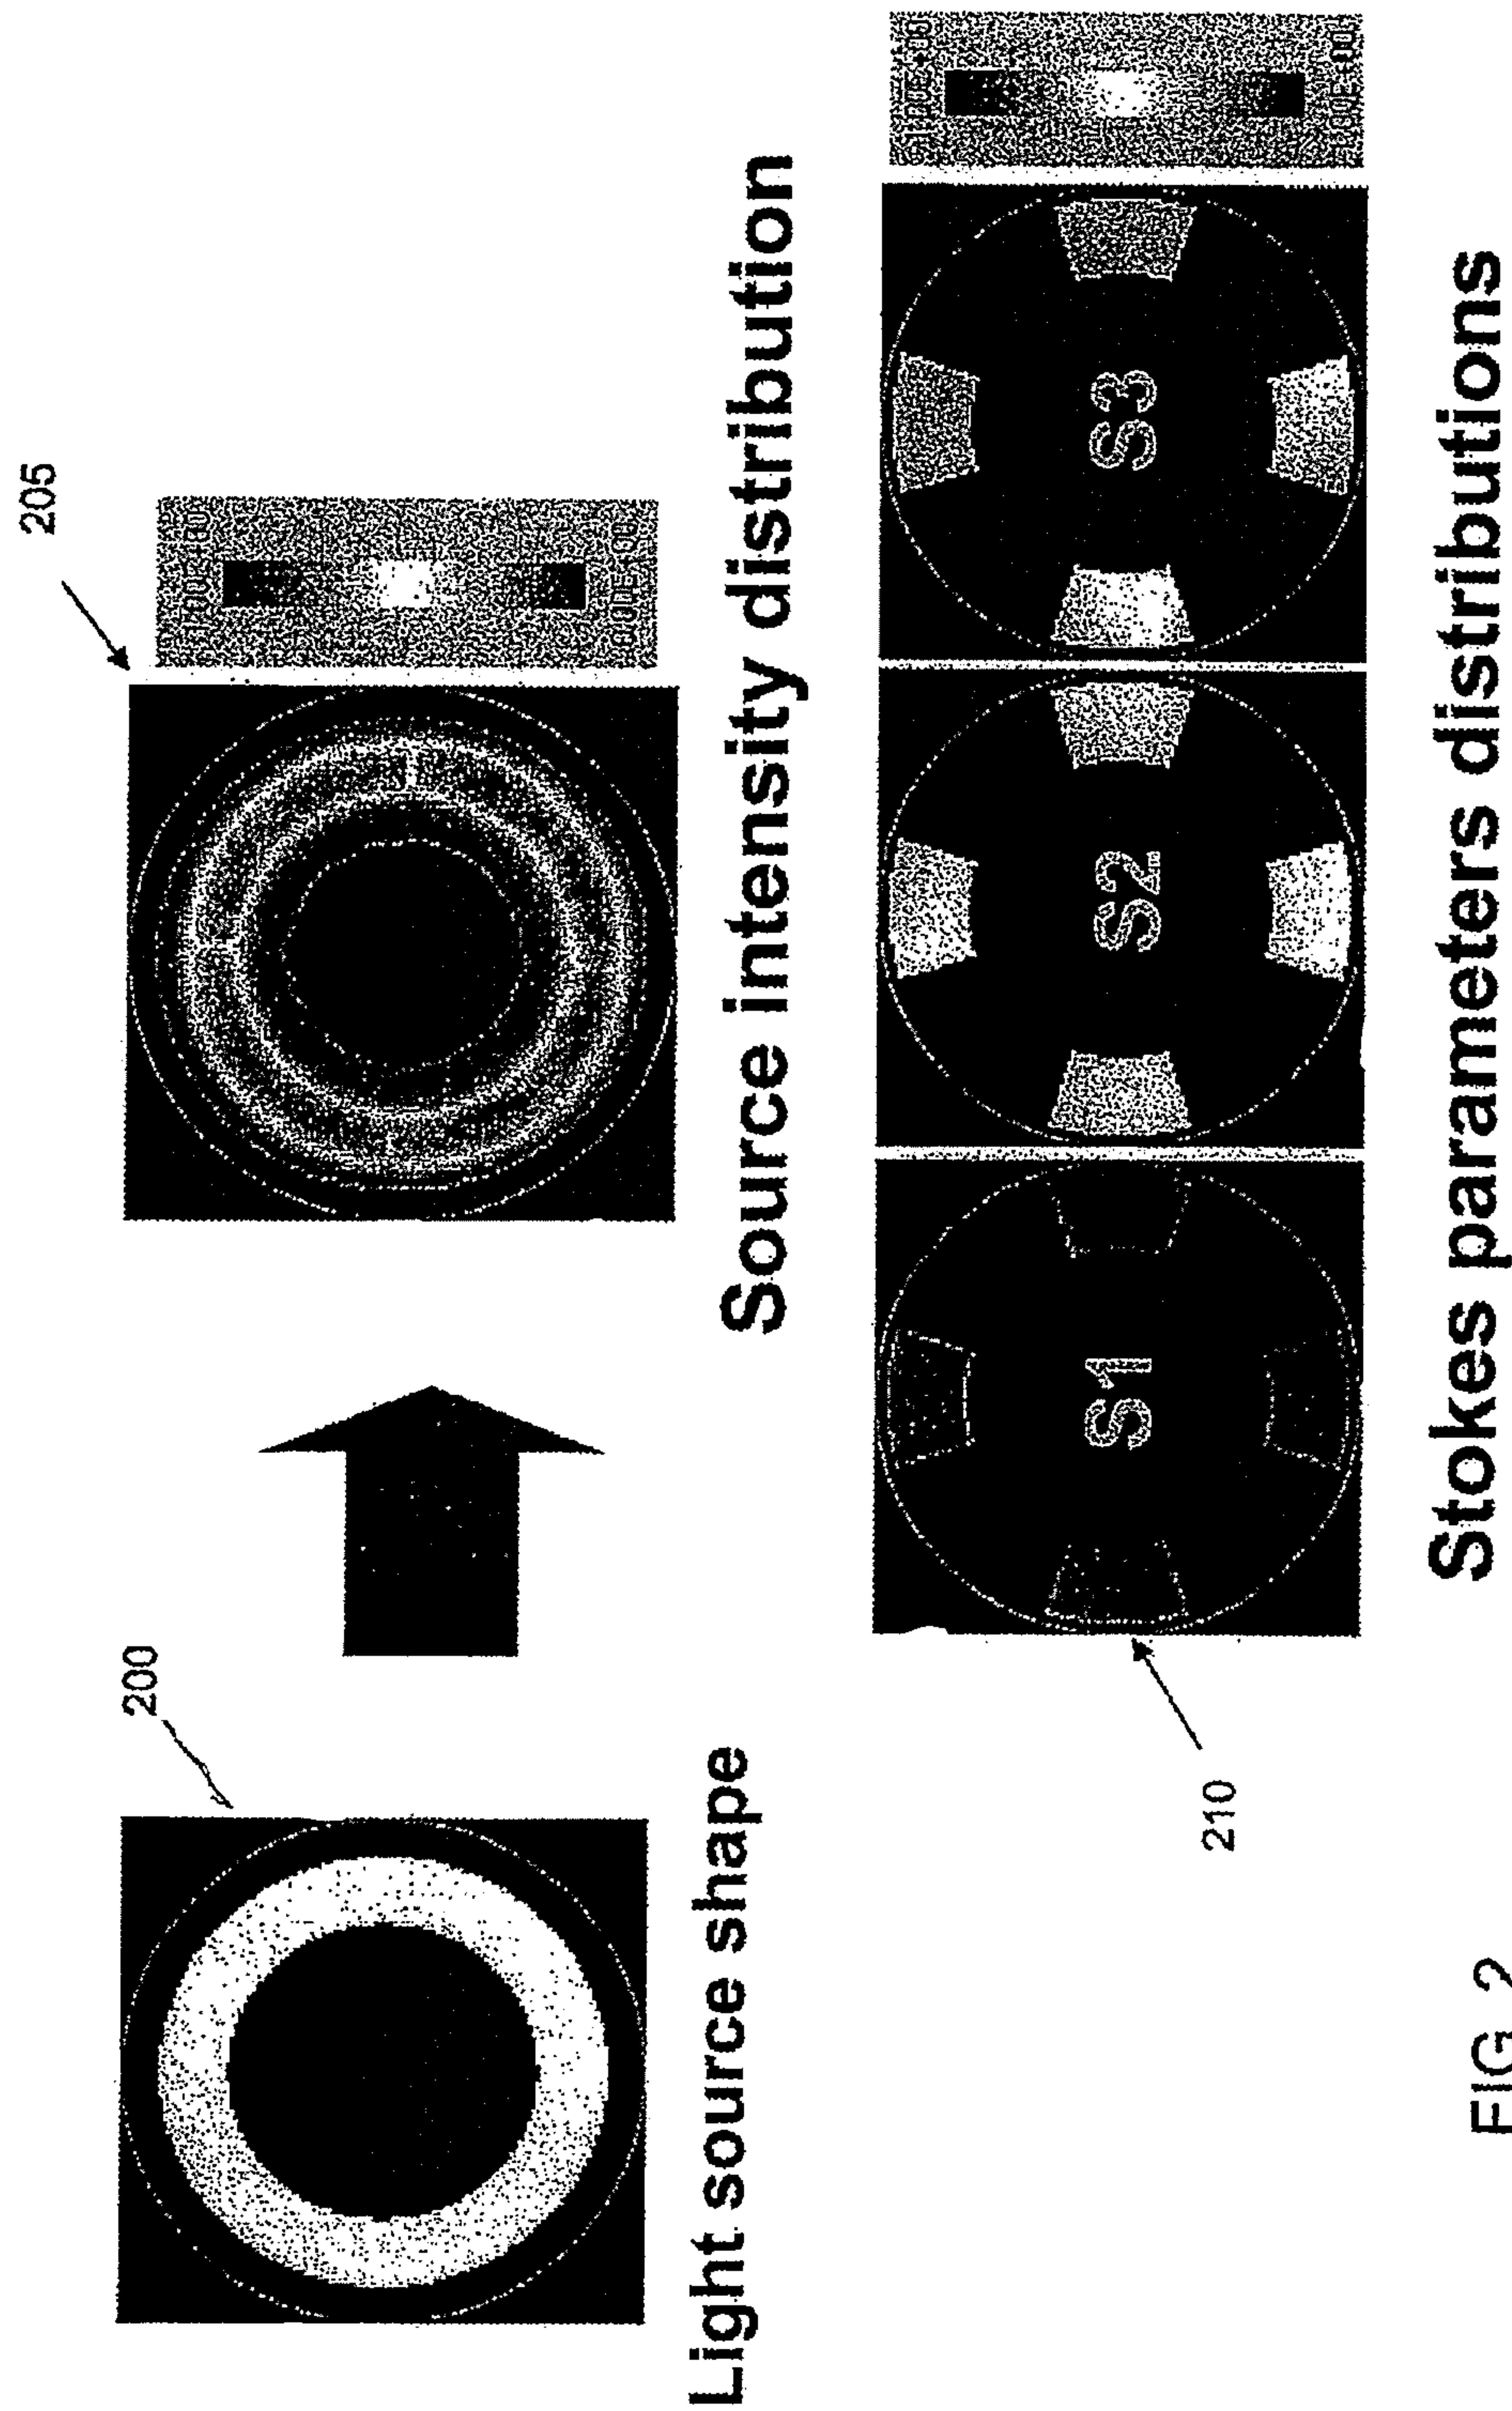 200
205
Light source shape
Source intensity distribution
210
S1
S2
S3
Stokes parameters distributions
FIG. 2